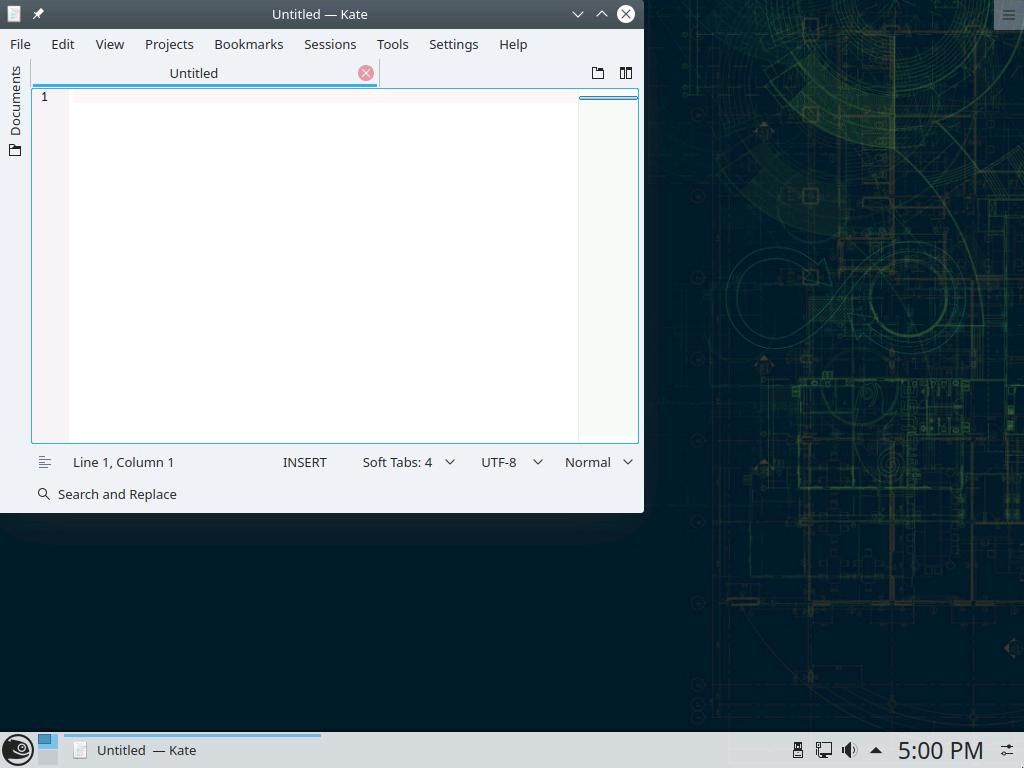 Untitled — Kate
File Edit View Projects Bookmarks Sessions Tools Settings Help
Documents
Untitled
1
Line 1, Column 1 INSERT Soft Tabs: 4 UTF-8 Normal
Search and Replace
Untitled — Kate
5:00 PM